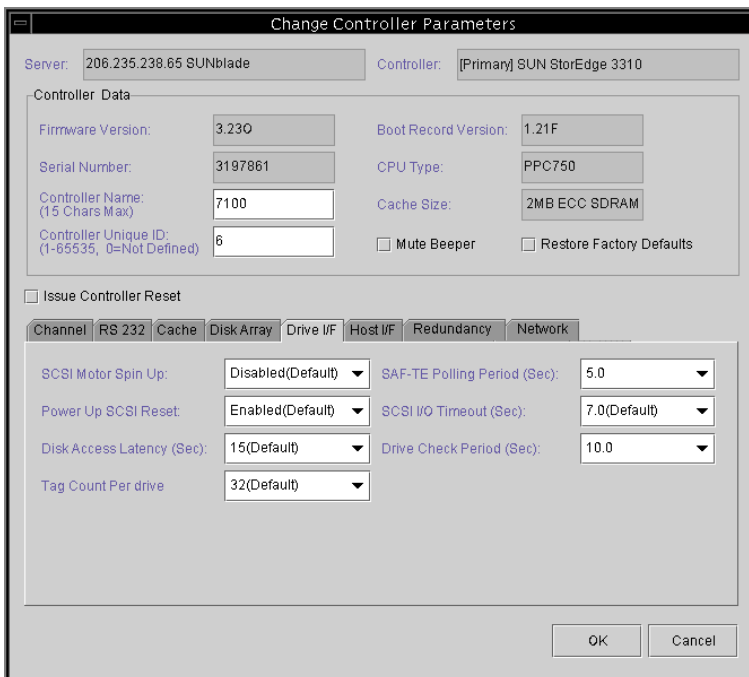 Change Controller Parameters
Server: 206.235.238.65 SUNblade Controller: [Primary] SUN StorEdge 3310
Controller Data
Firmware Version: 3.23Q Boot Record Version: 1.21F
Serial Number: 3197861 CPU Type: PPC750
Controller Name:
(15 Chars Max) 7100 Cache Size: 2MB ECC SDRAM
Controller Unique ID:
(1-65535, 0=Not Defined) 6 Mute Beeper Restore Factory Defaults
Issue Controller Reset
Channel RS 232 Cache Disk Array Drive I/F Host I/F Redundancy Network
SCSI Motor Spin Up: Disabled(Default) SAF-TE Polling Period (Sec): 5.0
Power Up SCSI Reset: Enabled(Default) SCSI I/O Timeout (Sec): 7.0(Default)
Disk Access Latency (Sec): 15(Default) Drive Check Period (Sec): 10.0
Tag Count Per drive 32(Default)
OK Cancel